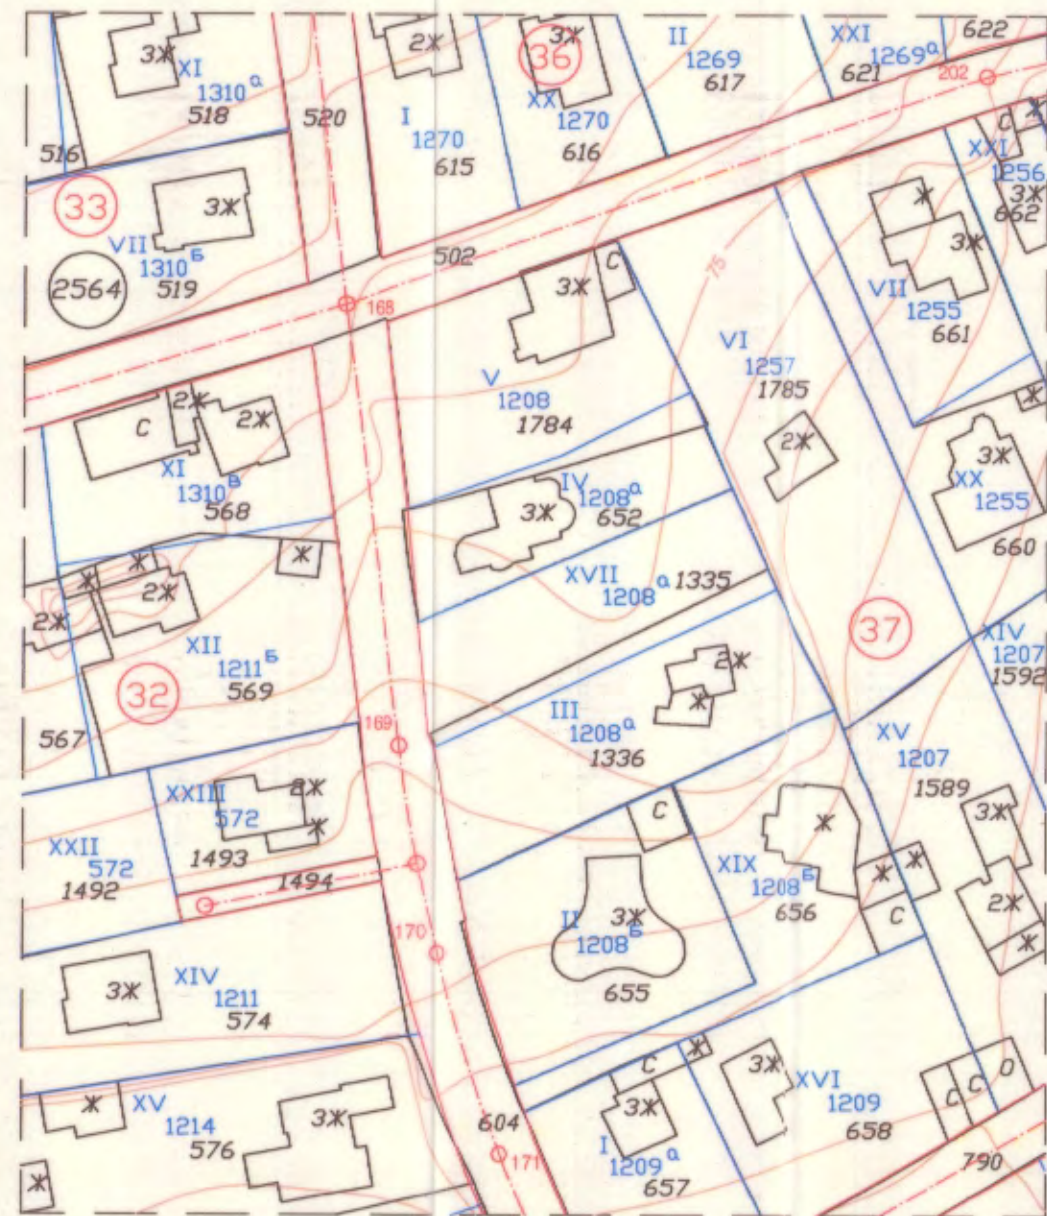 3Ж
XI
1310а
518
520
516
2Ж
I
1270
615
3Ж
36
XX
1270
616
II
1269
617
XXI
1269а
621
622
202
33
3Ж
VII
1310Б
519
2564
502
168
C
Ж
XXI
1256
3Ж
662
Ж
3Ж
VII
1255
661
3Ж
C
V
1208
1784
75
VI
1257
1785
2Ж
Ж
3Ж
XX
1255
660
C
2Ж
2Ж
XI
1310В
568
3Ж
IV
1208а
652
XVII
1208а
1335
37
XIV
1207
1592
Ж
Ж
2Ж
2Ж
Ж
XII
1211Б
569
32
567
169
2Ж
Ж
III
1208а
1336
XV
1207
1589
3Ж
2Ж
Ж
XXIII
572
1493
2Ж
Ж
XXII
572
1492
1494
170
C
II
1208Б
3Ж
655
XIX
1208Б
656
Ж
Ж
Ж
C
3Ж
XIV
1211
574
Ж
XV
1214
576
3Ж
Ж
604
171
C
Ж
3Ж
I
1209а
657
3Ж
XVI
1209
658
C
C
O
790